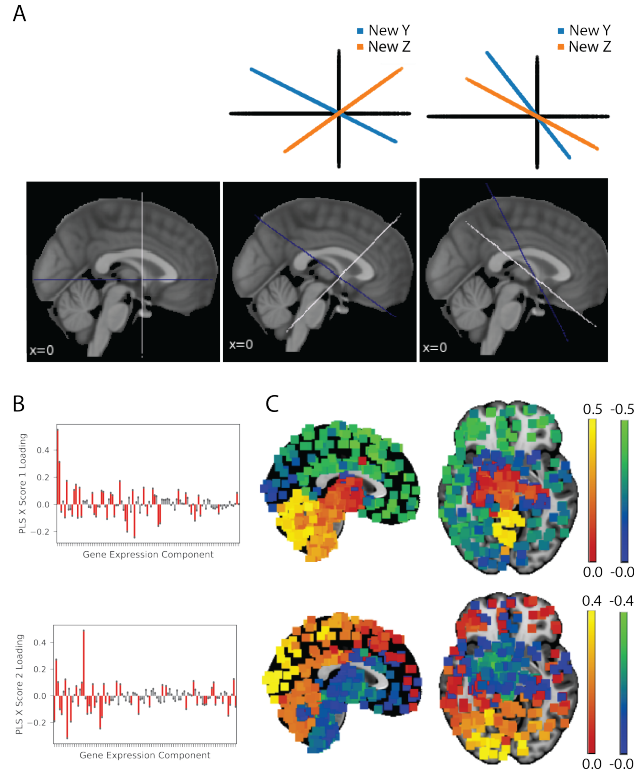 A
New Y
New Z
New Y
New Z
x=0
x=0
x=0
B
C
PLS X Score 1 Loading
0.4
0.2
0.0
−0.2
Gene Expression Component
0.5
-0.5
0.0
-0.0
PLS X Score 2 Loading
0.4
0.2
0.0
−0.2
Gene Expression Component
0.4
-0.4
0.0
-0.0